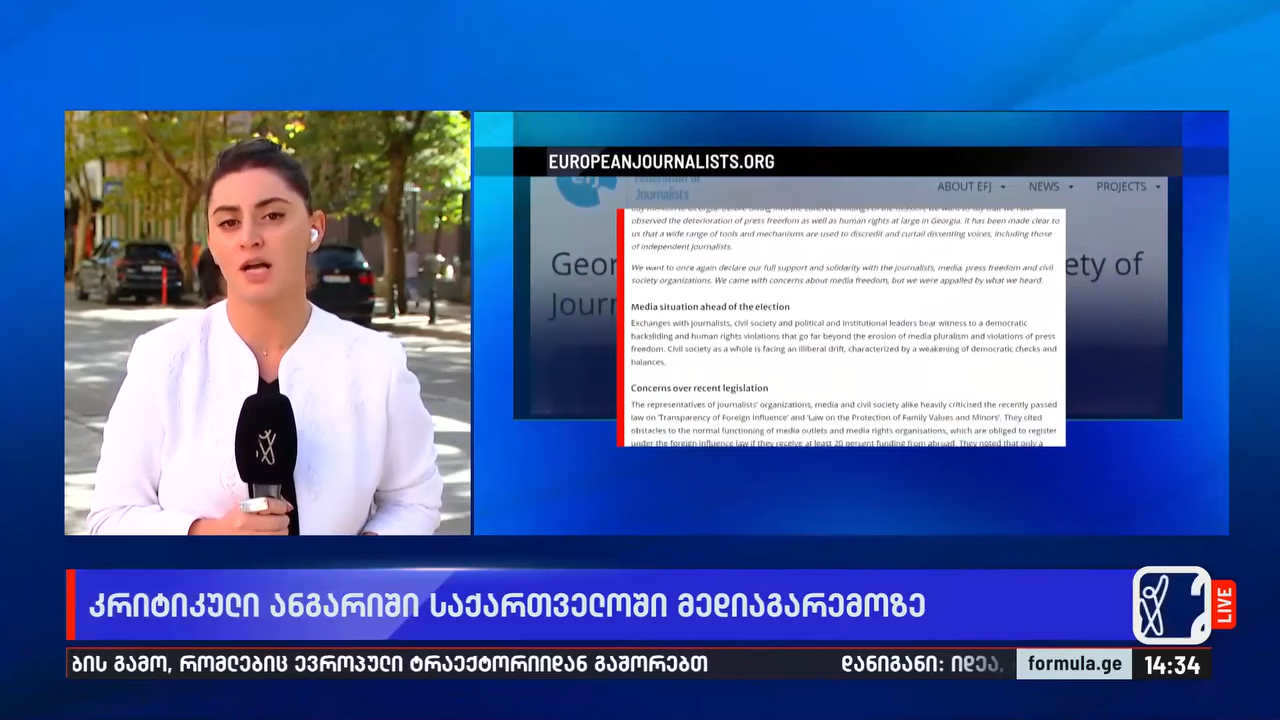 EUROPEANJOURNALISTS.ORG
Journalists
ABOUT EFJ NEWS PROJECTS
observed the deterioration of press freedom as well as human rights at large in Georgia. It has been made clear to
us that a wide range of tools and mechanisms are used to discredit and curtail dissenting voices, including those
of independent journalists.
We want to once again declare our full support and solidarity with the journalists, media, press freedom and civil
society organizations. We came with concerns about media freedom, but we were appalled by what we heard.
Media situation ahead of the election
Exchanges with journalists, civil society and political and institutional leaders bear witness to a democratic
backsliding and human rights violations that go far beyond the erosion of media pluralism and violations of press
freedom. Civil society as a whole is facing an illiberal drift, characterized by a weakening of democratic checks and
balances.
Concerns over recent legislation
The representatives of journalists' organizations, media and civil society alike heavily criticised the recently passed
law on 'Transparency of Foreign Influence' and 'Law on the Protection of Family Values and Minors'. They cited
obstacles to the normal functioning of media outlets and media rights organisations, which are obliged to register
under the foreign influence law if they receive at least 20 percent funding from abroad. They noted that only a
Geor ety of
Jour
კრიტიკული ანგარიში საქართველოში მედიაგარემოზე
LIVE
ბის გამო, რომლებიც ევროპული ტრაექტორიიდან გაშორებთ დანიგანი: იდეა,
formula.ge 14:34